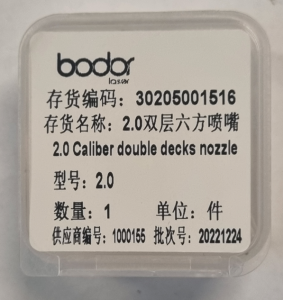 bodor
laser
存货编码：30205001516
存货名称：2.0双层六方喷嘴
2.0 Caliber double decks nozzle
型号：2.0
数量：1 单位：件
供应商编号：1000155 批次号：20221224